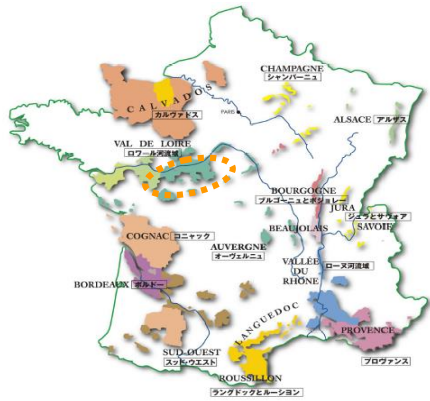 CHAMPAGNE
シャンパーニュ
CALVADOS
カルヴァドス
PARIS
ALSACE アルザス
VAL DE LOIRE
ロワール河流域
BOURGOGNE
ブルゴーニュとボジョレー
JURA
ジュラとサヴォア
SAVOIE
BEAUJOLAIS
COGNAC コニャック
AUVERGNE
オーヴェルニュ
VALLÉE
DU
RHÔNE
ローヌ河流域
BORDEAUX ボルドー
LANGUEDOC
PROVENCE
プロヴァンス
SUD-OUEST
スッド・ウエスト
ROUSSILLON
ラングドックとルーション